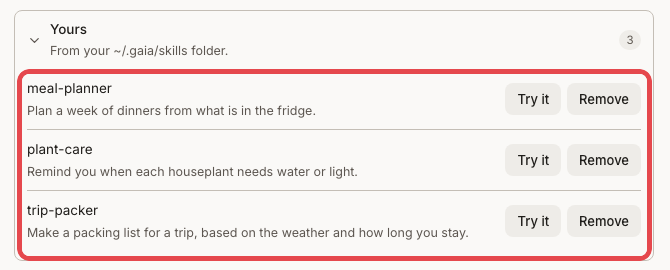 Yours
From your ~/.gaia/skills folder.
3
meal-planner
Plan a week of dinners from what is in the fridge.
Try it
Remove
plant-care
Remind you when each houseplant needs water or light.
Try it
Remove
trip-packer
Make a packing list for a trip, based on the weather and how long you stay.
Try it
Remove